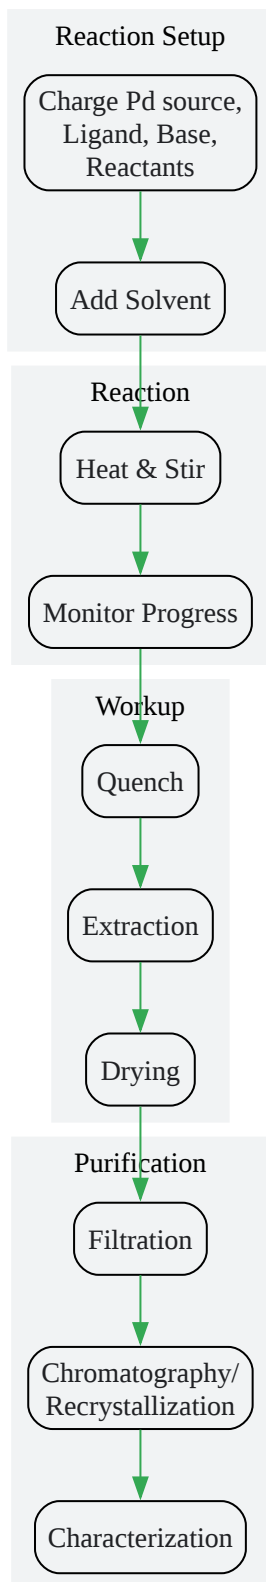 Reaction Setup
Charge Pd source,
Ligand, Base,
Reactants
Add Solvent
Reaction
Heat & Stir
Monitor Progress
Workup
Quench
Extraction
Drying
Purification
Filtration
Chromatography/
Recrystallization
Characterization